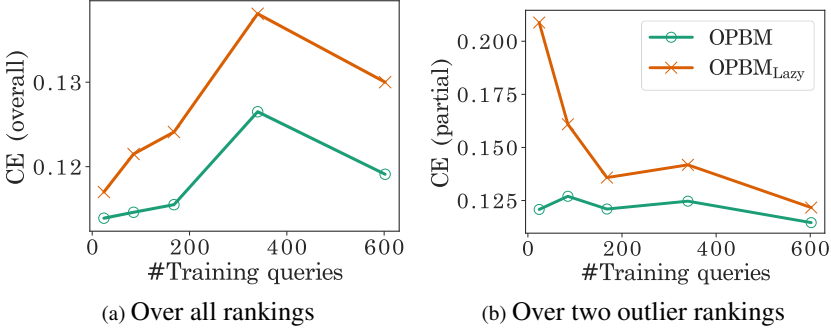 CE (overall)
0.13
0.12
0
200
400
600
#Training queries
(a) Over all rankings
CE (partial)
0.200
0.175
0.150
0.125
OPBM
OPBM_Lazy
0
200
400
600
#Training queries
(b) Over two outlier rankings